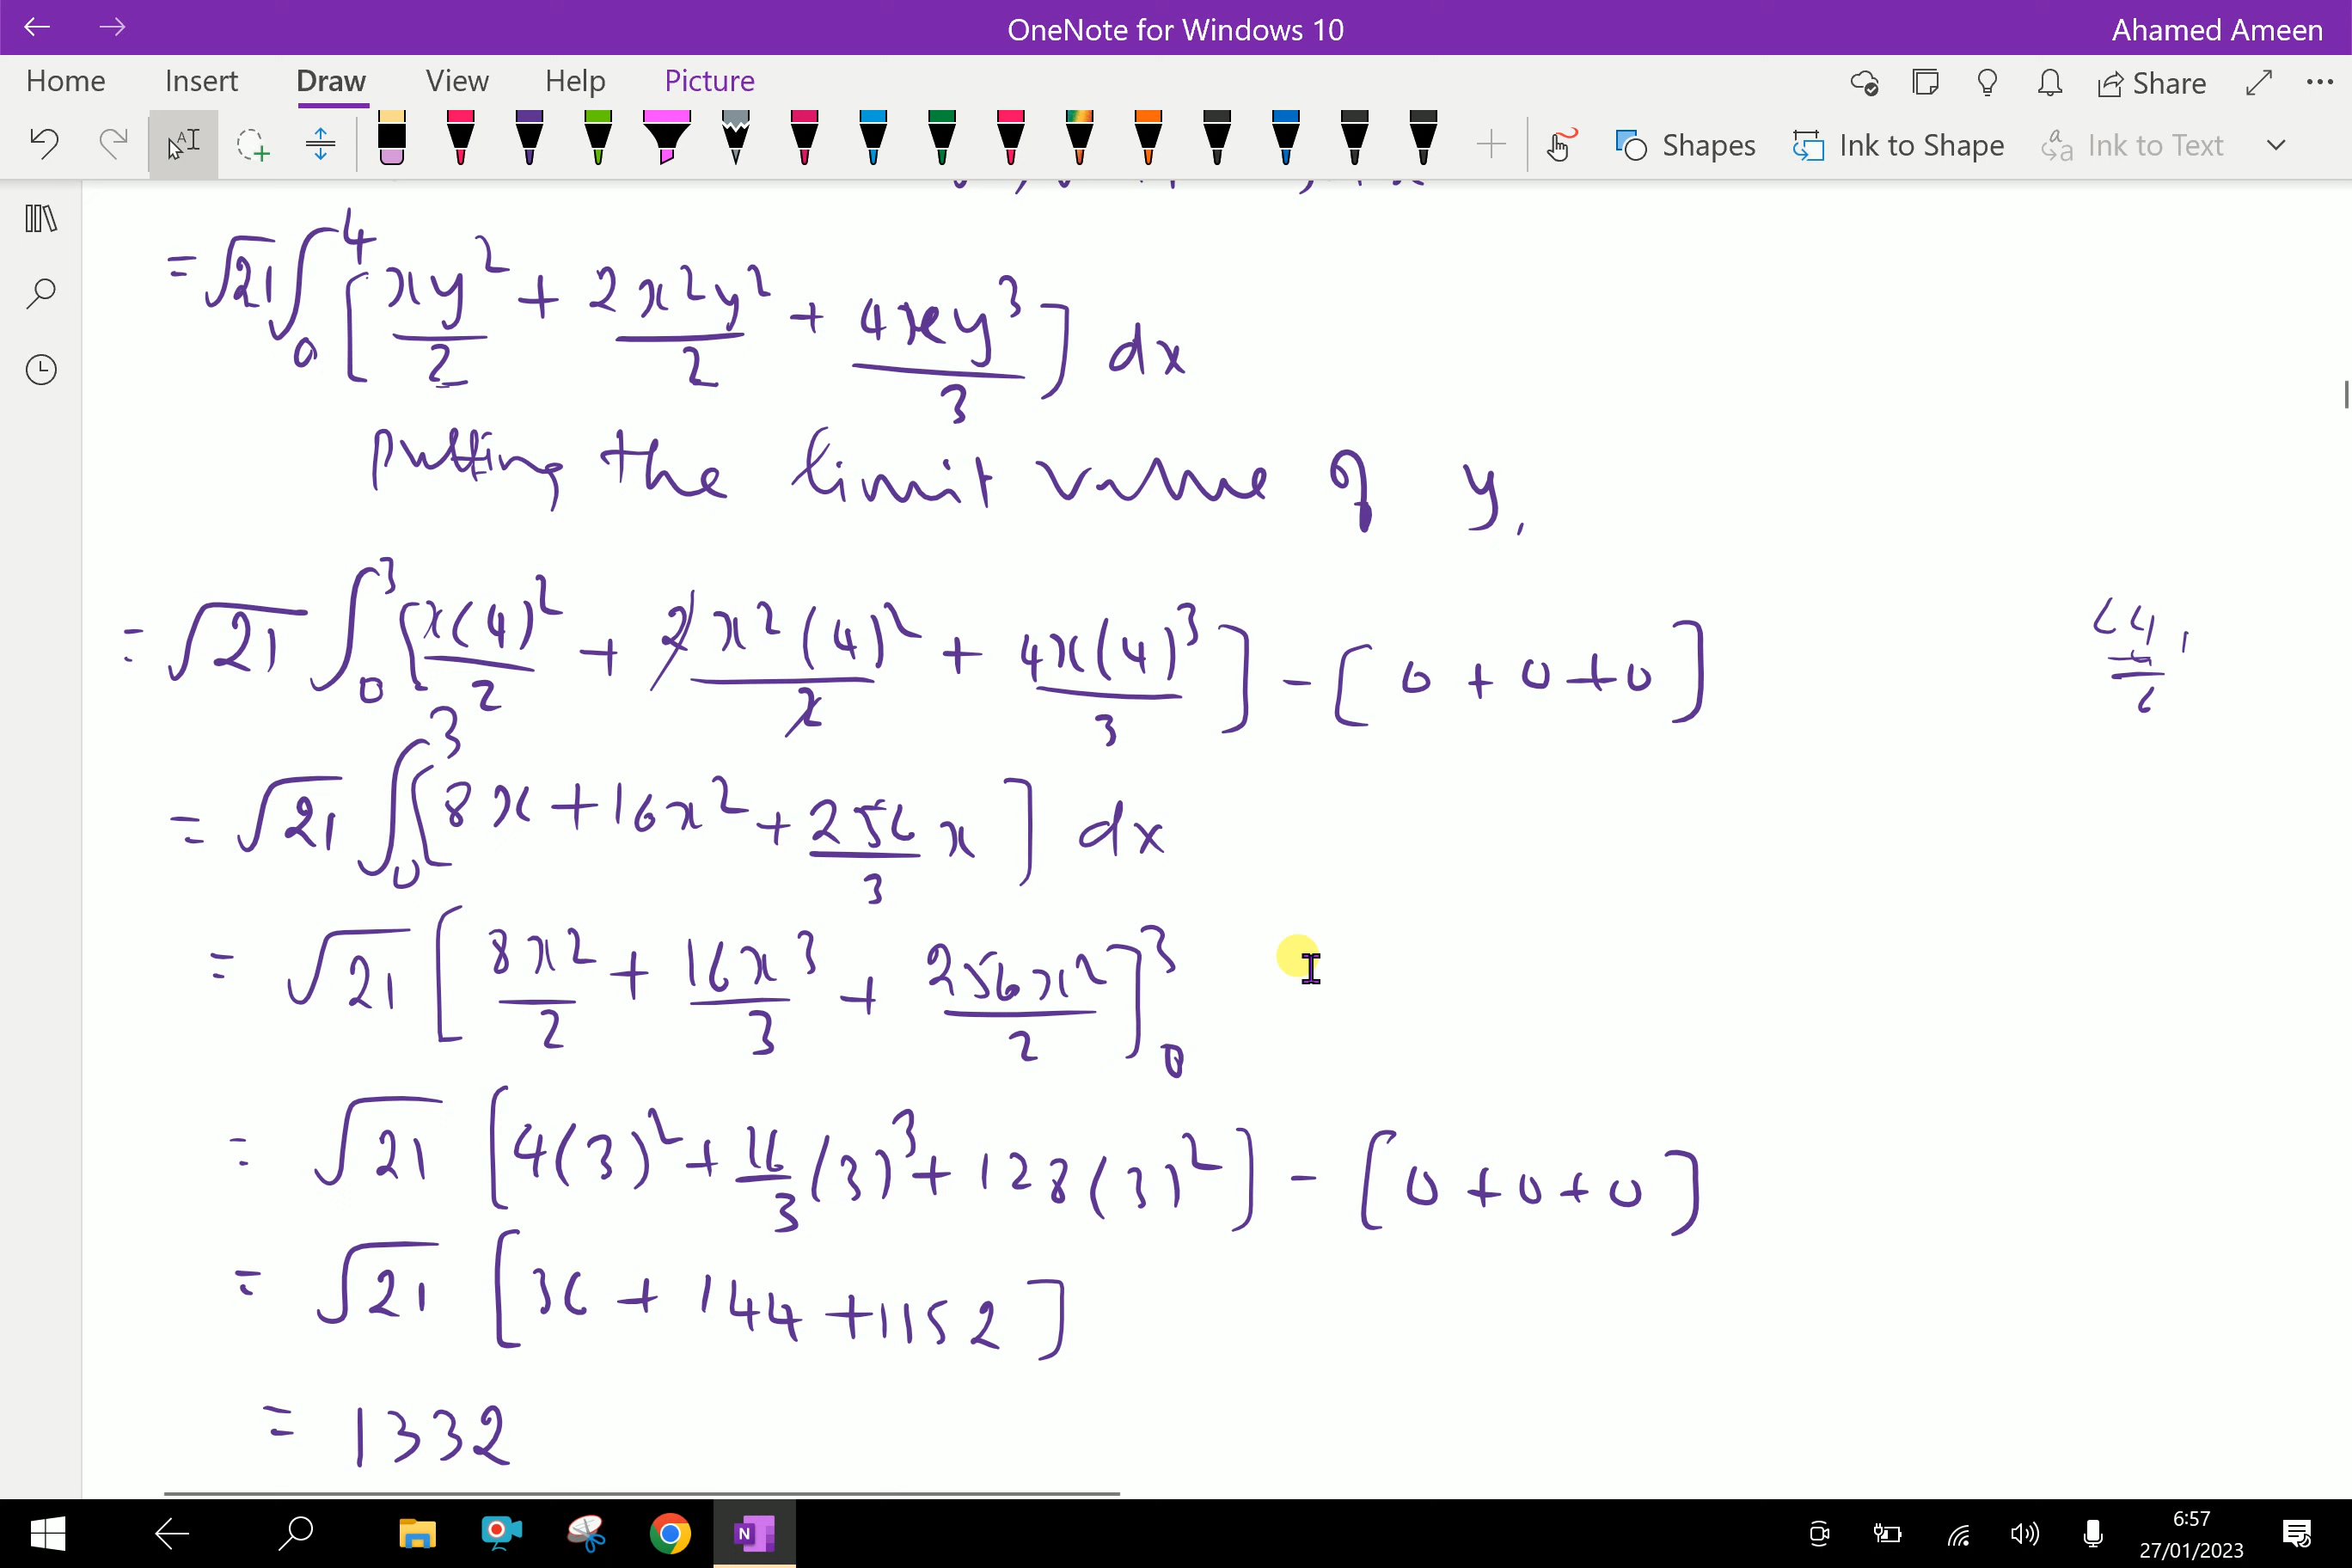 OneNote for Windows 10 Ahamed Ameen
Home Insert Draw View Help Picture Share
Shapes Ink to Shape Ink to Text
= √21 ∫₀⁴ [xy²/2 + 2x²y²/2 + 4xy³/3] dx
putting the limit value of y,
= √21 ∫₀³ [x(4)²/2 + 2x²(4)²/2 + 4x(4)³/3] - [0 + 0 + 0]
= √21 ∫₀³ [8x + 16x² + 256/3 x] dx
= √21 [8x²/2 + 16x³/3 + 256x²/2]₀³
= √21 [4(3)² + 16/3 (3)³ + 128(3)²] - [0 + 0 + 0]
= √21 [36 + 144 + 1152]
= 1332
6:57
27/01/2023